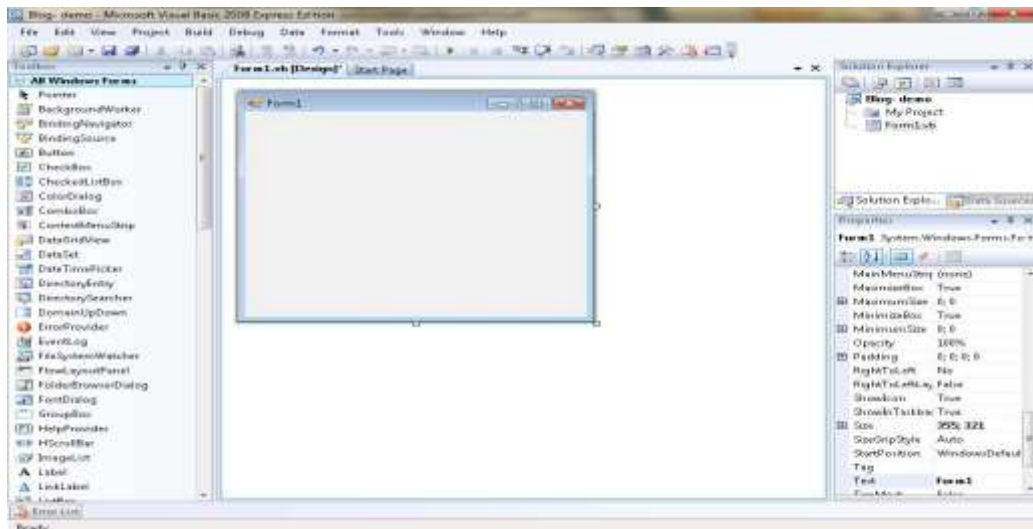 Blog- demo - Microsoft Visual Basic 2008 Express Edition
File Edit View Project Build Debug Data Format Tools Window Help
Toolbox
All Windows Forms
Pointer
BackgroundWorker
BindingNavigator
BindingSource
Button
CheckBox
CheckedListBox
ColorDialog
ComboBox
ContextMenuStrip
DataGridView
DataSet
DateTimePicker
DirectoryEntry
DirectorySearcher
DomainUpDown
ErrorProvider
EventLog
FileSystemWatcher
FlowLayoutPanel
FolderBrowserDialog
FontDialog
GroupBox
HelpProvider
HScrollBar
ImageList
Label
LinkLabel
ListBox
Error List
Ready
Form1.vb [Design]* Start Page
Form1
Solution Explorer
Blog- demo
My Project
Form1.vb
Solution Explo... Data Sources
Properties
Form1 System.Windows.Forms.For
MainMenuStrip (none)
MaximizeBox True
MaximumSize 0; 0
MinimizeBox True
MinimumSize 0; 0
Opacity 100%
Padding 0; 0; 0; 0
RightToLeft No
RightToLeftLay False
ShowIcon True
ShowInTaskbar True
Size 355; 321
SizeGripStyle Auto
StartPosition WindowsDefaul
Tag
Text Form1